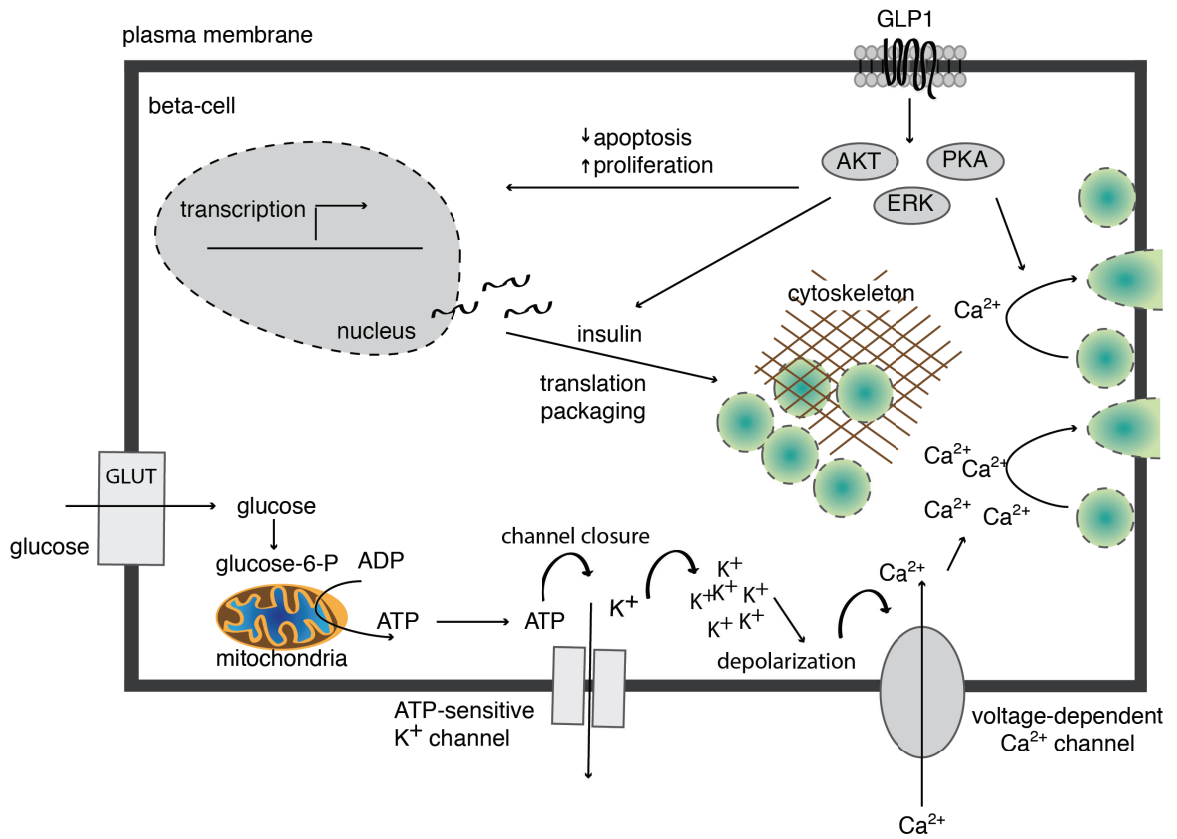 GLP1
plasma membrane
beta-cell
↓apoptosis
↑proliferation
AKT
PKA
ERK
transcription
nucleus
cytoskeleton
Ca²⁺
insulin
translation
packaging
GLUT
glucose
glucose
glucose-6-P
ADP
ATP
mitochondria
channel closure
ATP
K⁺
K⁺
K⁺
K⁺
K⁺
K⁺
K⁺
depolarization
Ca²⁺
Ca²⁺
Ca²⁺
Ca²⁺
Ca²⁺
ATP-sensitive
K⁺ channel
voltage-dependent
Ca²⁺ channel
Ca²⁺